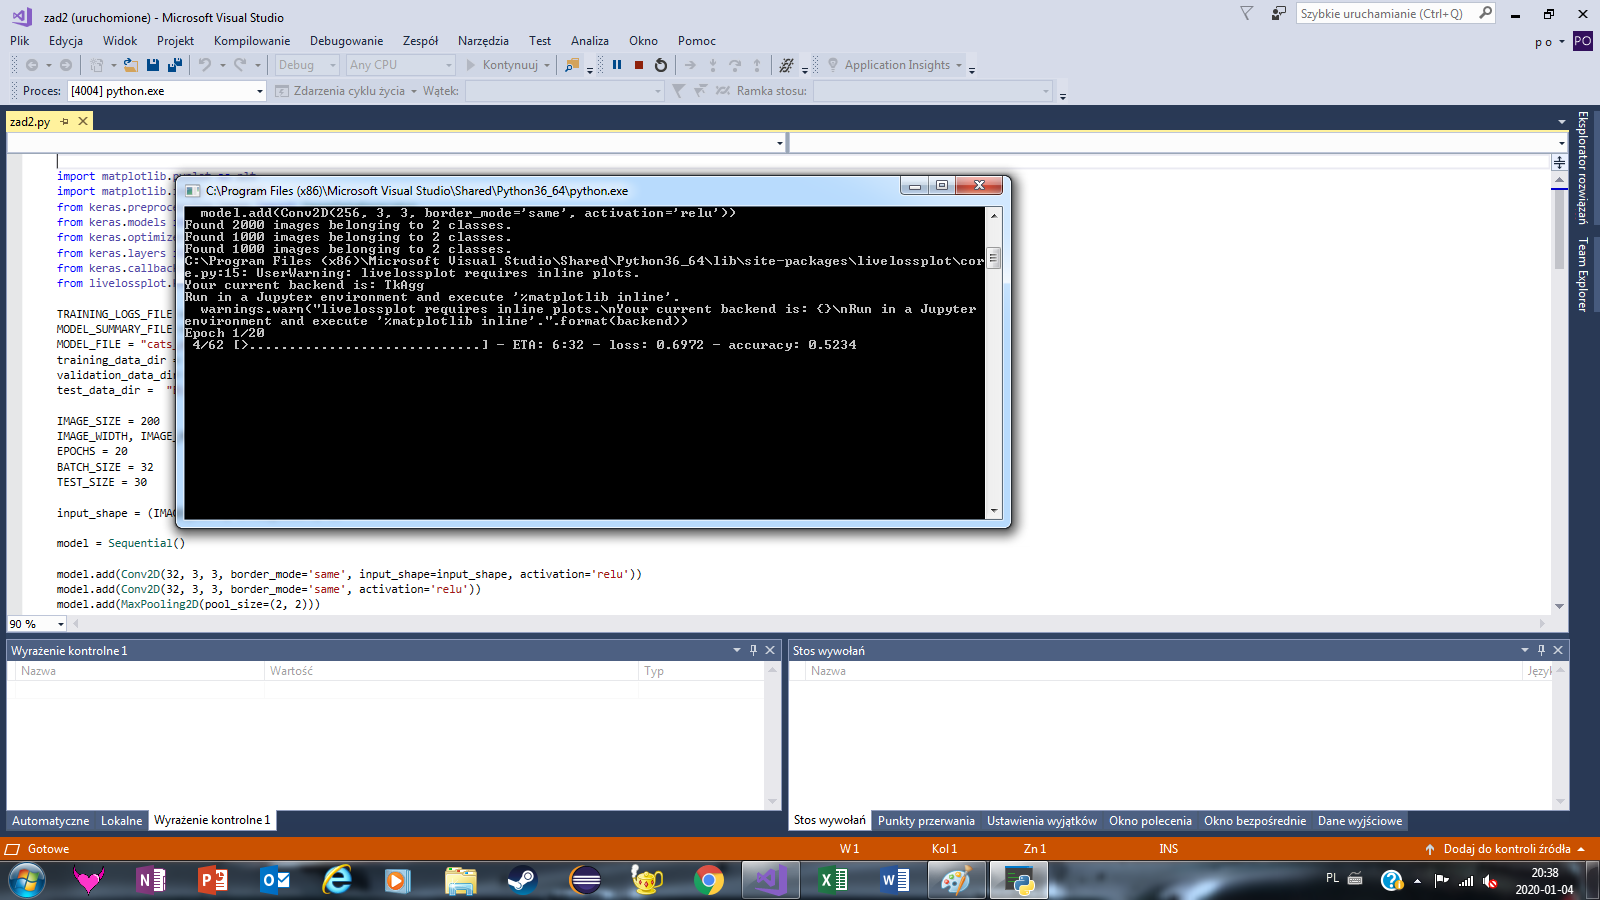 zad2 (uruchomione) - Microsoft Visual Studio
Szybkie uruchamianie (Ctrl+Q)
Plik Edycja Widok Projekt Kompilowanie Debugowanie Zespół Narzędzia Test Analiza Okno Pomoc
p o PO
Debug Any CPU Kontynuuj Application Insights
Proces: [4004] python.exe Zdarzenia cyklu życia Wątek: Ramka stosu:
zad2.py
Eksplorator rozwiązań
Team Explorer
import matplotlib.pyplot as plt
import matplotlib.
from keras.preproce
from keras.models
from keras.optimize
from keras.layers
from keras.callback
from livelossplot.
TRAINING_LOGS_FILE
MODEL_SUMMARY_FILE
MODEL_FILE = "cats_
training_data_dir =
validation_data_dir
test_data_dir = "
IMAGE_SIZE = 200
IMAGE_WIDTH, IMAGE_
EPOCHS = 20
BATCH_SIZE = 32
TEST_SIZE = 30
input_shape = (IMAG
model = Sequential()
model.add(Conv2D(32, 3, 3, border_mode='same', input_shape=input_shape, activation='relu'))
model.add(Conv2D(32, 3, 3, border_mode='same', activation='relu'))
model.add(MaxPooling2D(pool_size=(2, 2)))
C:\Program Files (x86)\Microsoft Visual Studio\Shared\Python36_64\python.exe
model.add(Conv2D(256, 3, 3, border_mode='same', activation='relu'))
Found 2000 images belonging to 2 classes.
Found 1000 images belonging to 2 classes.
Found 1000 images belonging to 2 classes.
C:\Program Files (x86)\Microsoft Visual Studio\Shared\Python36_64\lib\site-packages\livelossplot\cor
e.py:15: UserWarning: livelossplot requires inline plots.
Your current backend is: TkAgg
Run in a Jupyter environment and execute '%matplotlib inline'.
warnings.warn("livelossplot requires inline plots.\nYour current backend is: {}\nRun in a Jupyter
environment and execute '%matplotlib inline'.".format(backend))
Epoch 1/20
4/62 [>.............................] - ETA: 6:32 - loss: 0.6972 - accuracy: 0.5234
90 %
Wyrażenie kontrolne 1
Nazwa Wartość Typ
Automatyczne Lokalne Wyrażenie kontrolne 1
Stos wywołań
Nazwa Język
Stos wywołań Punkty przerwania Ustawienia wyjątków Okno polecenia Okno bezpośrednie Dane wyjściowe
Gotowe W 1 Kol 1 Zn 1 INS Dodaj do kontroli źródła
PL
20:38
2020-01-04